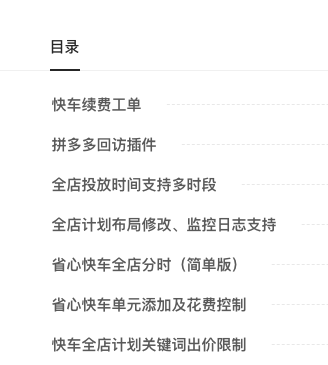 目录
快车续费工单
拼多多回访插件
全店投放时间支持多时段
全店计划布局修改、监控日志支持
省心快车全店分时（简单版）
省心快车单元添加及花费控制
快车全店计划关键词出价限制